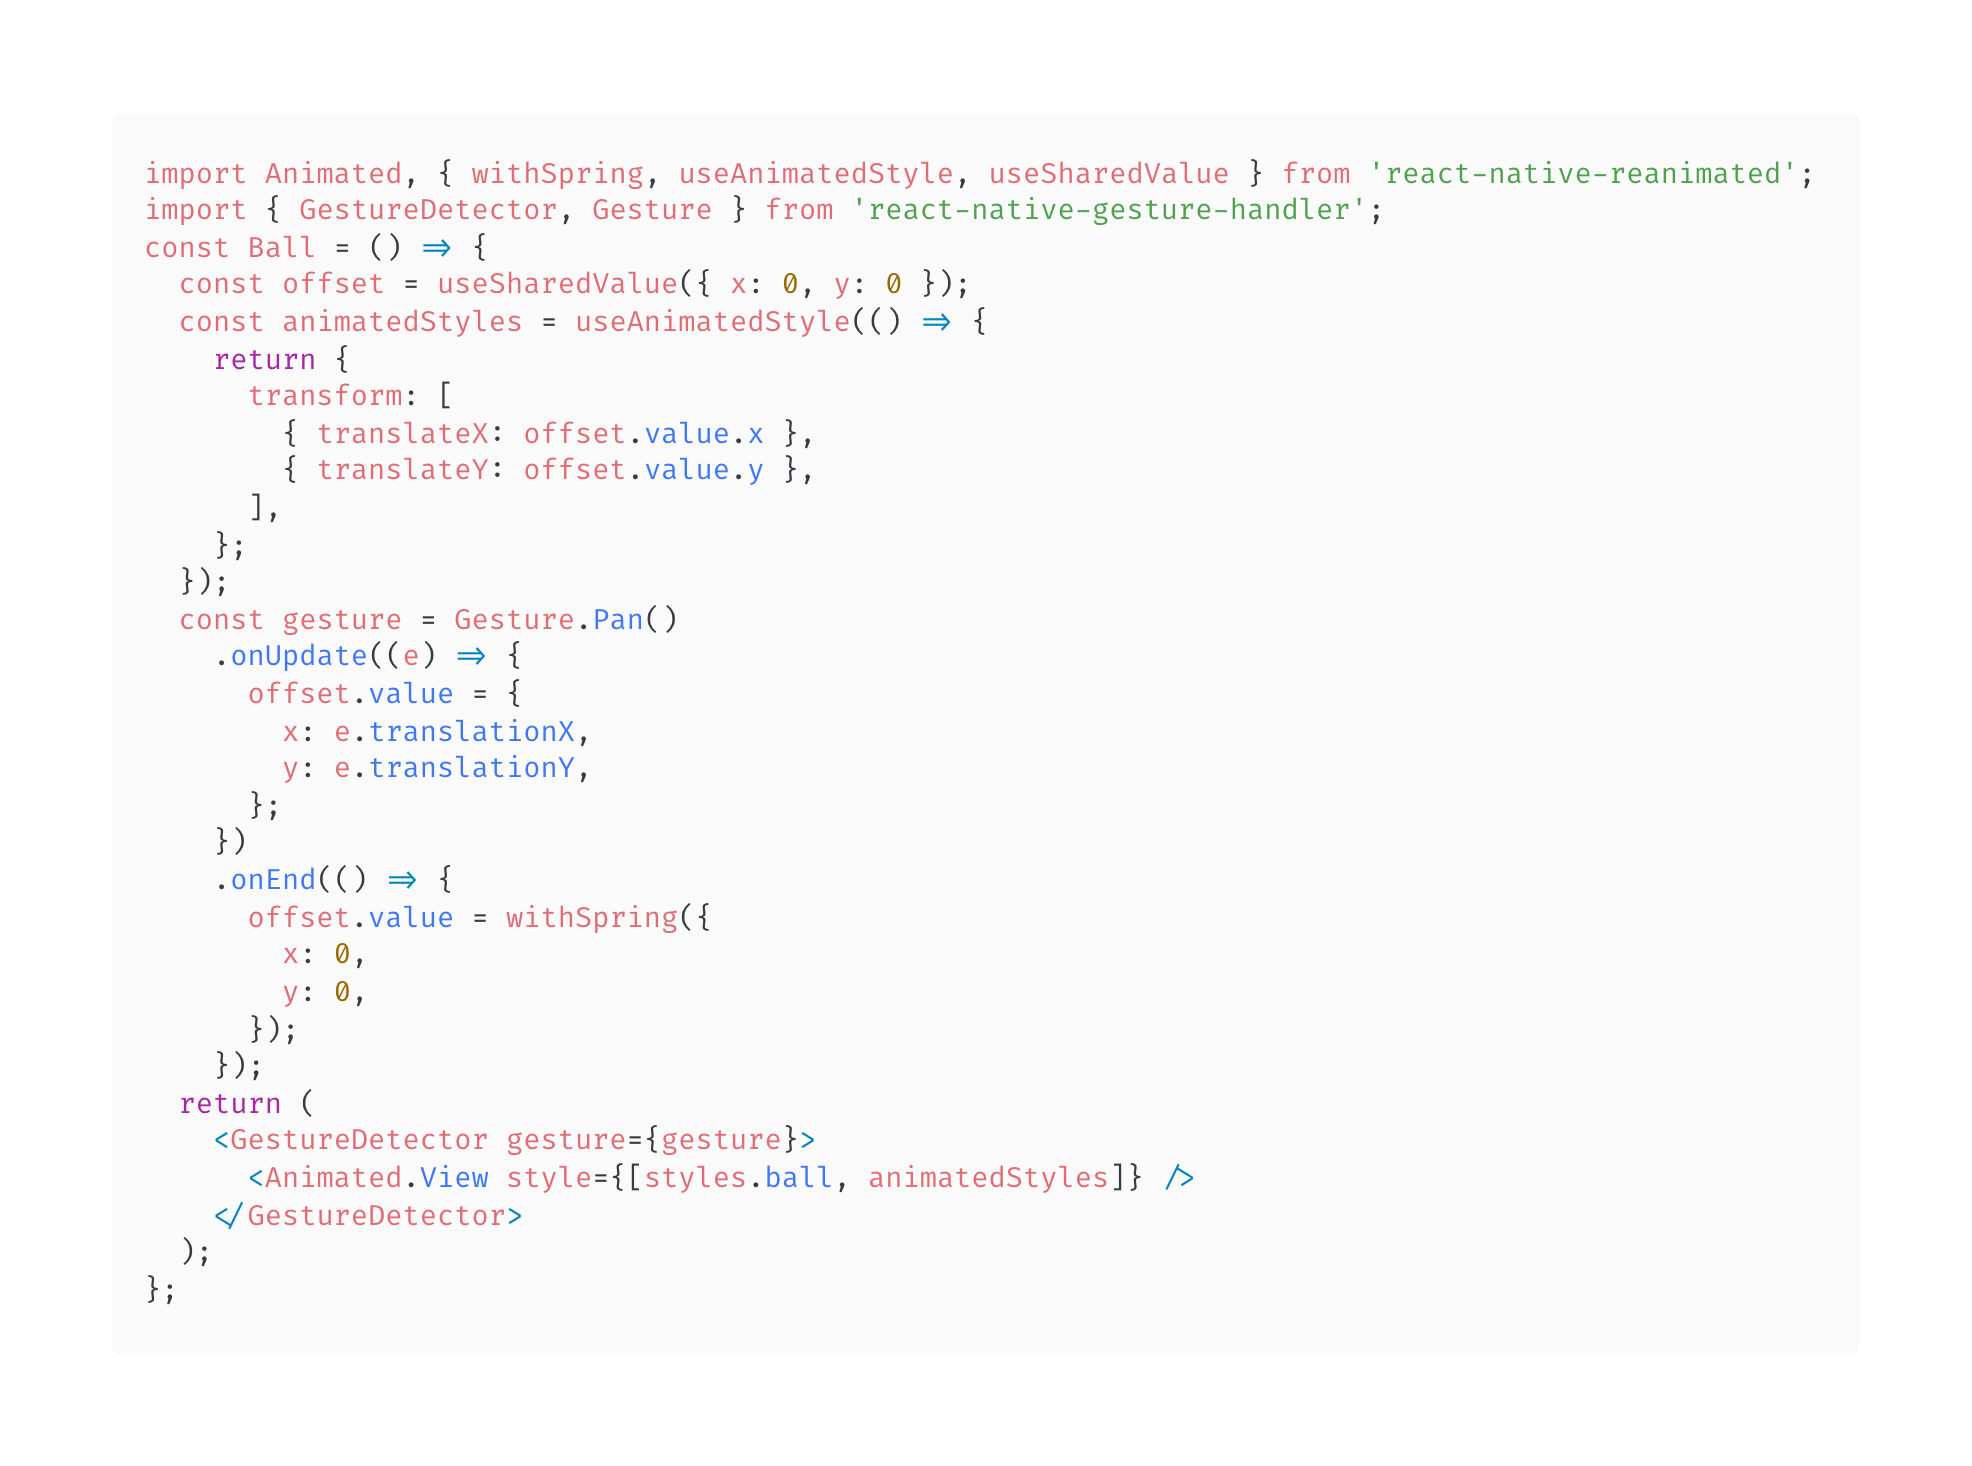 import Animated, { withSpring, useAnimatedStyle, useSharedValue } from 'react-native-reanimated';
import { GestureDetector, Gesture } from 'react-native-gesture-handler';
const Ball = () => {
  const offset = useSharedValue({ x: 0, y: 0 });
  const animatedStyles = useAnimatedStyle(() => {
    return {
      transform: [
        { translateX: offset.value.x },
        { translateY: offset.value.y },
      ],
    };
  });
  const gesture = Gesture.Pan()
    .onUpdate((e) => {
      offset.value = {
        x: e.translationX,
        y: e.translationY,
      };
    })
    .onEnd(() => {
      offset.value = withSpring({
        x: 0,
        y: 0,
      });
    });
  return (
    <GestureDetector gesture={gesture}>
      <Animated.View style={[styles.ball, animatedStyles]} />
    </GestureDetector>
  );
};